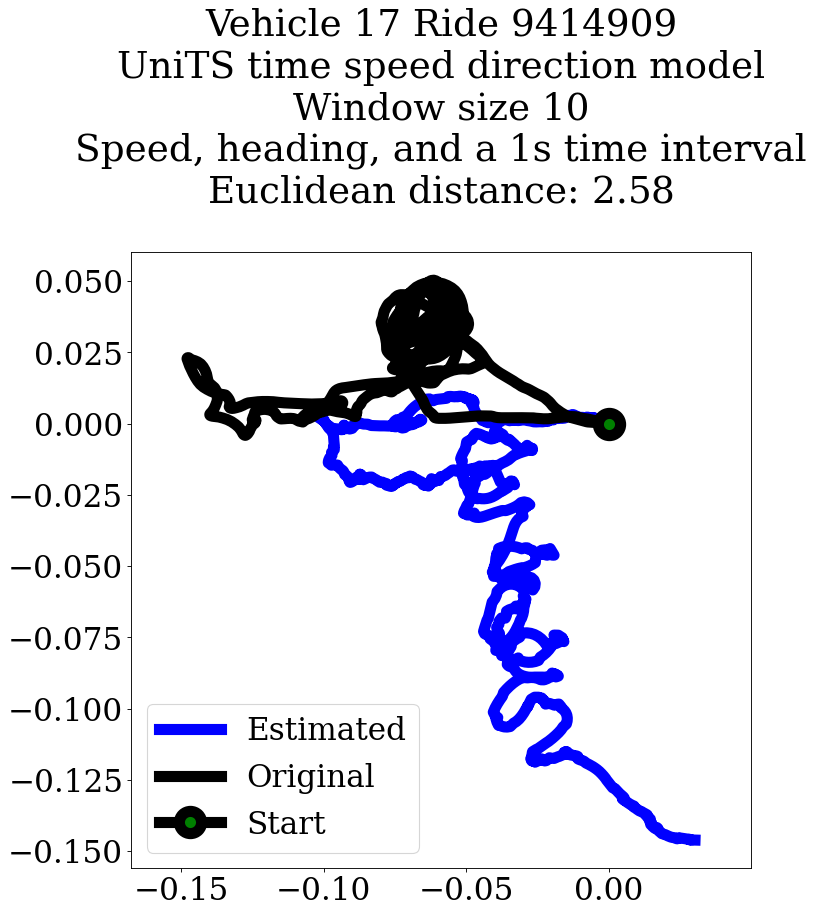 Vehicle 17 Ride 9414909
UniTS time speed direction model
Window size 10
Speed, heading, and a 1s time interval
Euclidean distance: 2.58
0.050
0.025
0.000
−0.025
−0.050
−0.075
−0.100
−0.125
−0.150
Estimated
Original
Start
−0.15 −0.10 −0.05 0.00